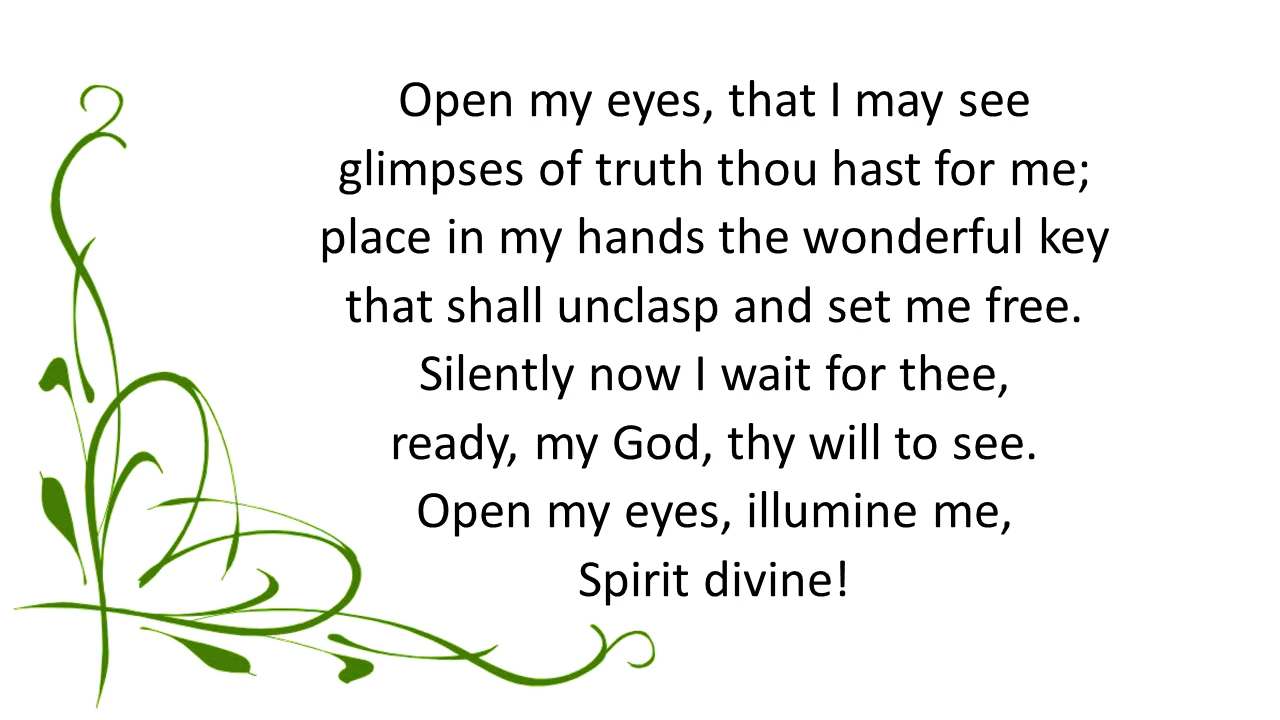 Open my eyes, that I may see
glimpses of truth thou hast for me;
place in my hands the wonderful key
that shall unclasp and set me free.
Silently now I wait for thee,
ready, my God, thy will to see.
Open my eyes, illumine me,
Spirit divine!